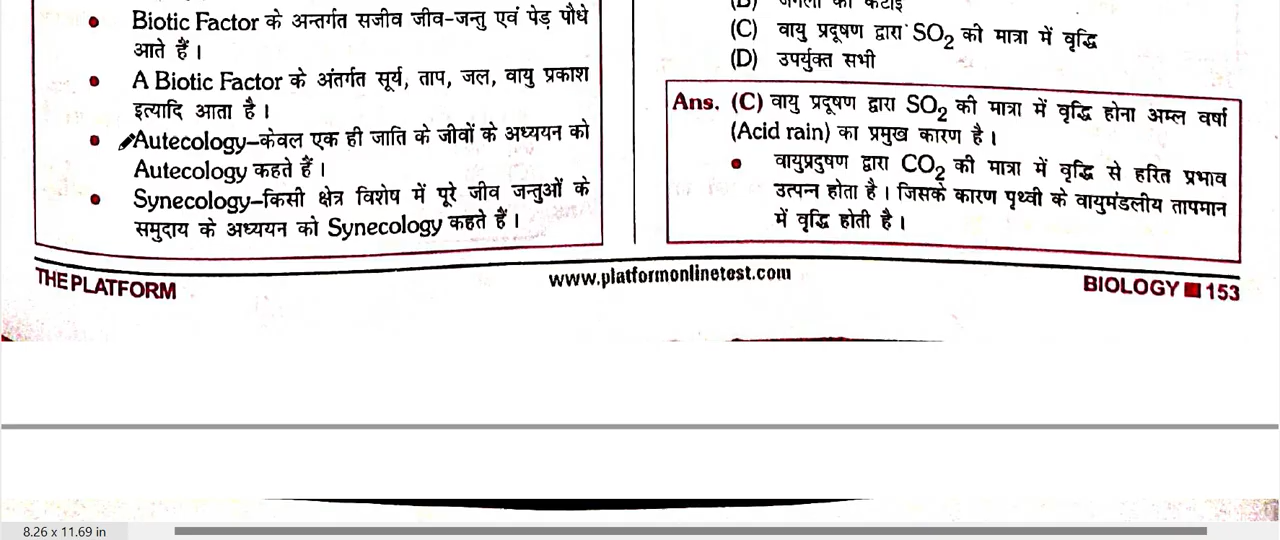 Biotic Factor के अन्तर्गत सजीव जीव-जन्तु एवं पेड़ पौधे
आते हैं।
A Biotic Factor के अंतर्गत सूर्य, ताप, जल, वायु प्रकाश
इत्यादि आता है।
Autecology–केवल एक ही जाति के जीवों के अध्ययन को
Autecology कहते हैं।
Synecology–किसी क्षेत्र विशेष में पूरे जीव जन्तुओं के
समुदाय के अध्ययन को Synecology कहते हैं।
(B) जंगलों की कटाई
(C) वायु प्रदूषण द्वारा SO2 की मात्रा में वृद्धि
(D) उपर्युक्त सभी
Ans. (C) वायु प्रदूषण द्वारा SO2 की मात्रा में वृद्धि होना अम्ल वर्षा
(Acid rain) का प्रमुख कारण है।
वायुप्रदुषण द्वारा CO2 की मात्रा में वृद्धि से हरित प्रभाव
उत्पन्न होता है। जिसके कारण पृथ्वी के वायुमंडलीय तापमान
में वृद्धि होती है।
THE PLATFORM
www.platformonlinetest.com
BIOLOGY 153
8.26 x 11.69 in